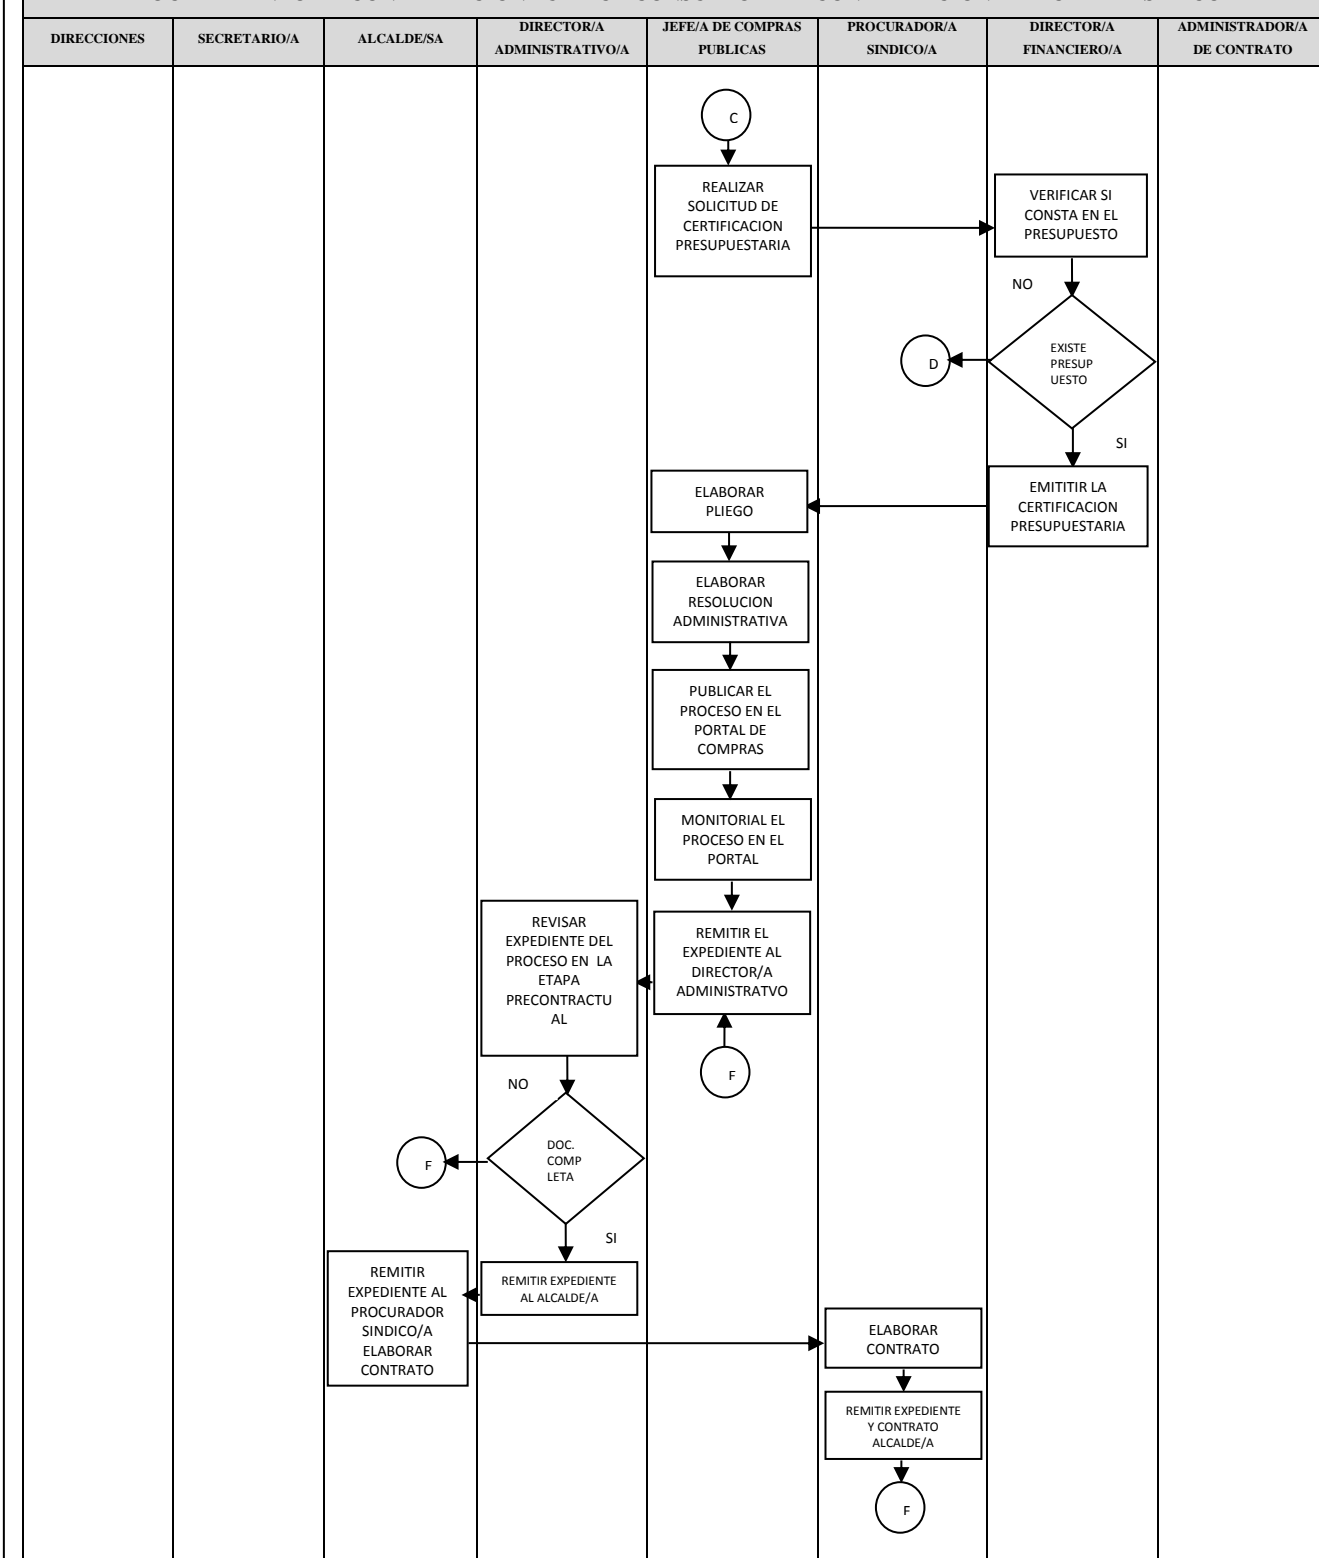 DIRECCIONES
SECRETARIO/A
ALCALDE/SA
DIRECTOR/A
ADMINISTRATIVO/A
JEFE/A DE COMPRAS
PUBLICAS
PROCURADOR/A
SINDICO/A
DIRECTOR/A
FINANCIERO/A
ADMINISTRADOR/A
DE CONTRATO
C
REALIZAR
SOLICITUD DE
CERTIFICACION
PRESUPUESTARIA
VERIFICAR SI
CONSTA EN EL
PRESUPUESTO
NO
EXISTE
PRESUP
UESTO
D
SI
EMITITIR LA
CERTIFICACION
PRESUPUESTARIA
ELABORAR
PLIEGO
ELABORAR
RESOLUCION
ADMINISTRATIVA
PUBLICAR EL
PROCESO EN EL
PORTAL DE
COMPRAS
MONITORIAL EL
PROCESO EN EL
PORTAL
REMITIR EL
EXPEDIENTE AL
DIRECTOR/A
ADMINISTRATVO
F
REVISAR
EXPEDIENTE DEL
PROCESO EN LA
ETAPA
PRECONTRACTU
AL
NO
DOC.
COMP
LETA
F
SI
REMITIR EXPEDIENTE
AL ALCALDE/A
REMITIR
EXPEDIENTE AL
PROCURADOR
SINDICO/A
ELABORAR
CONTRATO
ELABORAR
CONTRATO
REMITIR EXPEDIENTE
Y CONTRATO
ALCALDE/A
F